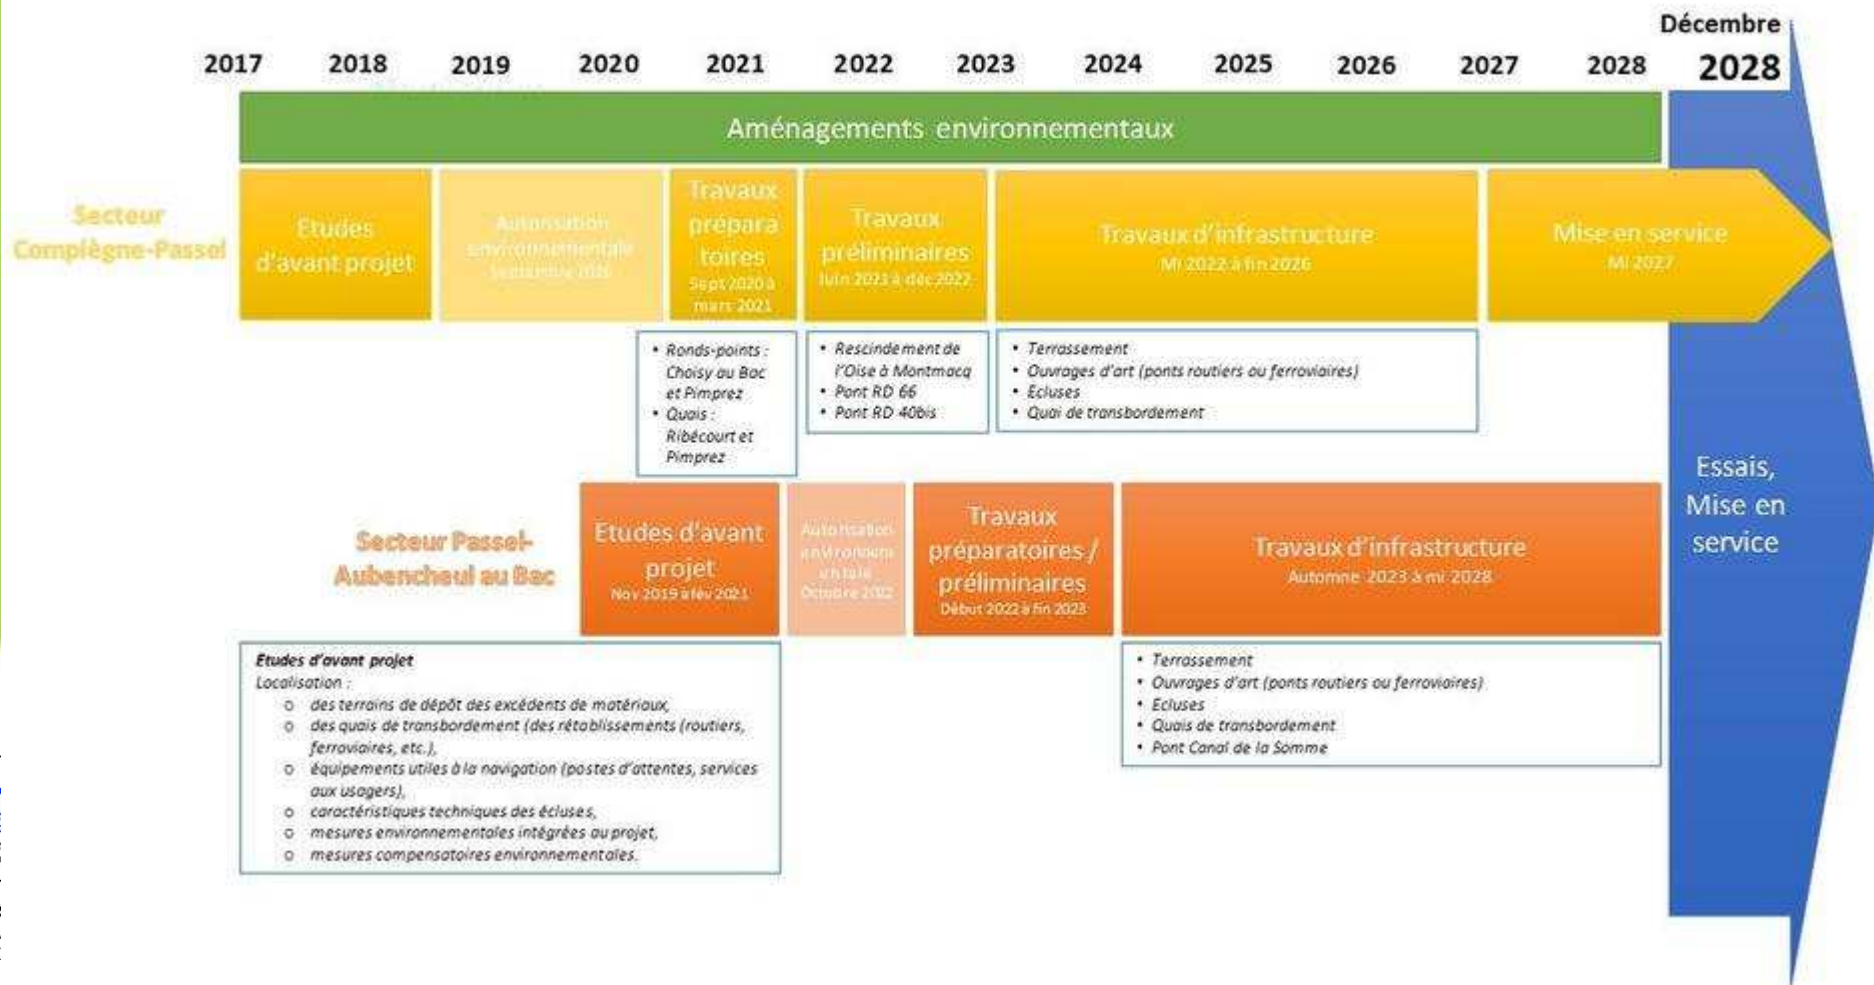 Décembre
2017 2018 2019 2020 2021 2022 2023 2024 2025 2026 2027 2028 2028
Aménagements environnementaux
Secteur
Compiègne-Passel
Etudes
d'avant projet
Autorisation
environnementale
Septembre 2020
Travaux
prépara
toires
Sept 2020 à
mars 2021
Travaux
préliminaires
Juin 2021 à déc 2022
Travaux d'infrastructure
Mi 2022 à fin 2026
Mise en service
Mi 2027
• Ronds-points :
Choisy au Bac
et Pimprez
• Quais :
Ribécourt et
Pimprez
• Rescindement de
l'Oise à Montmacq
• Pont RD 66
• Pont RD 40bis
• Terrassement
• Ouvrages d'art (ponts routiers ou ferroviaires)
• Ecluses
• Quai de transbordement
Essais,
Mise en
service
Secteur Passel-
Aubencheul au Bac
Etudes d'avant
projet
Nov 2019 à fév 2021
Autorisation
Octobre 2022
Travaux
préparatoires /
préliminaires
Début 2022 à fin 2023
Travaux d'infrastructure
Automne 2023 à mi 2028
Etudes d'avant projet
Localisation :
o des terrains de dépôt des excédents de matériaux,
o des quais de transbordement (des rétablissements (routiers,
ferroviaires, etc.),
o équipements utiles à la navigation (postes d'attentes, services
aux usagers),
o caractéristiques techniques des écluses,
o mesures environnementales intégrées au projet,
o mesures compensatoires environnementales.
• Terrassement
• Ouvrages d'art (ponts routiers ou ferroviaires)
• Ecluses
• Quais de transbordement
• Pont Canal de la Somme